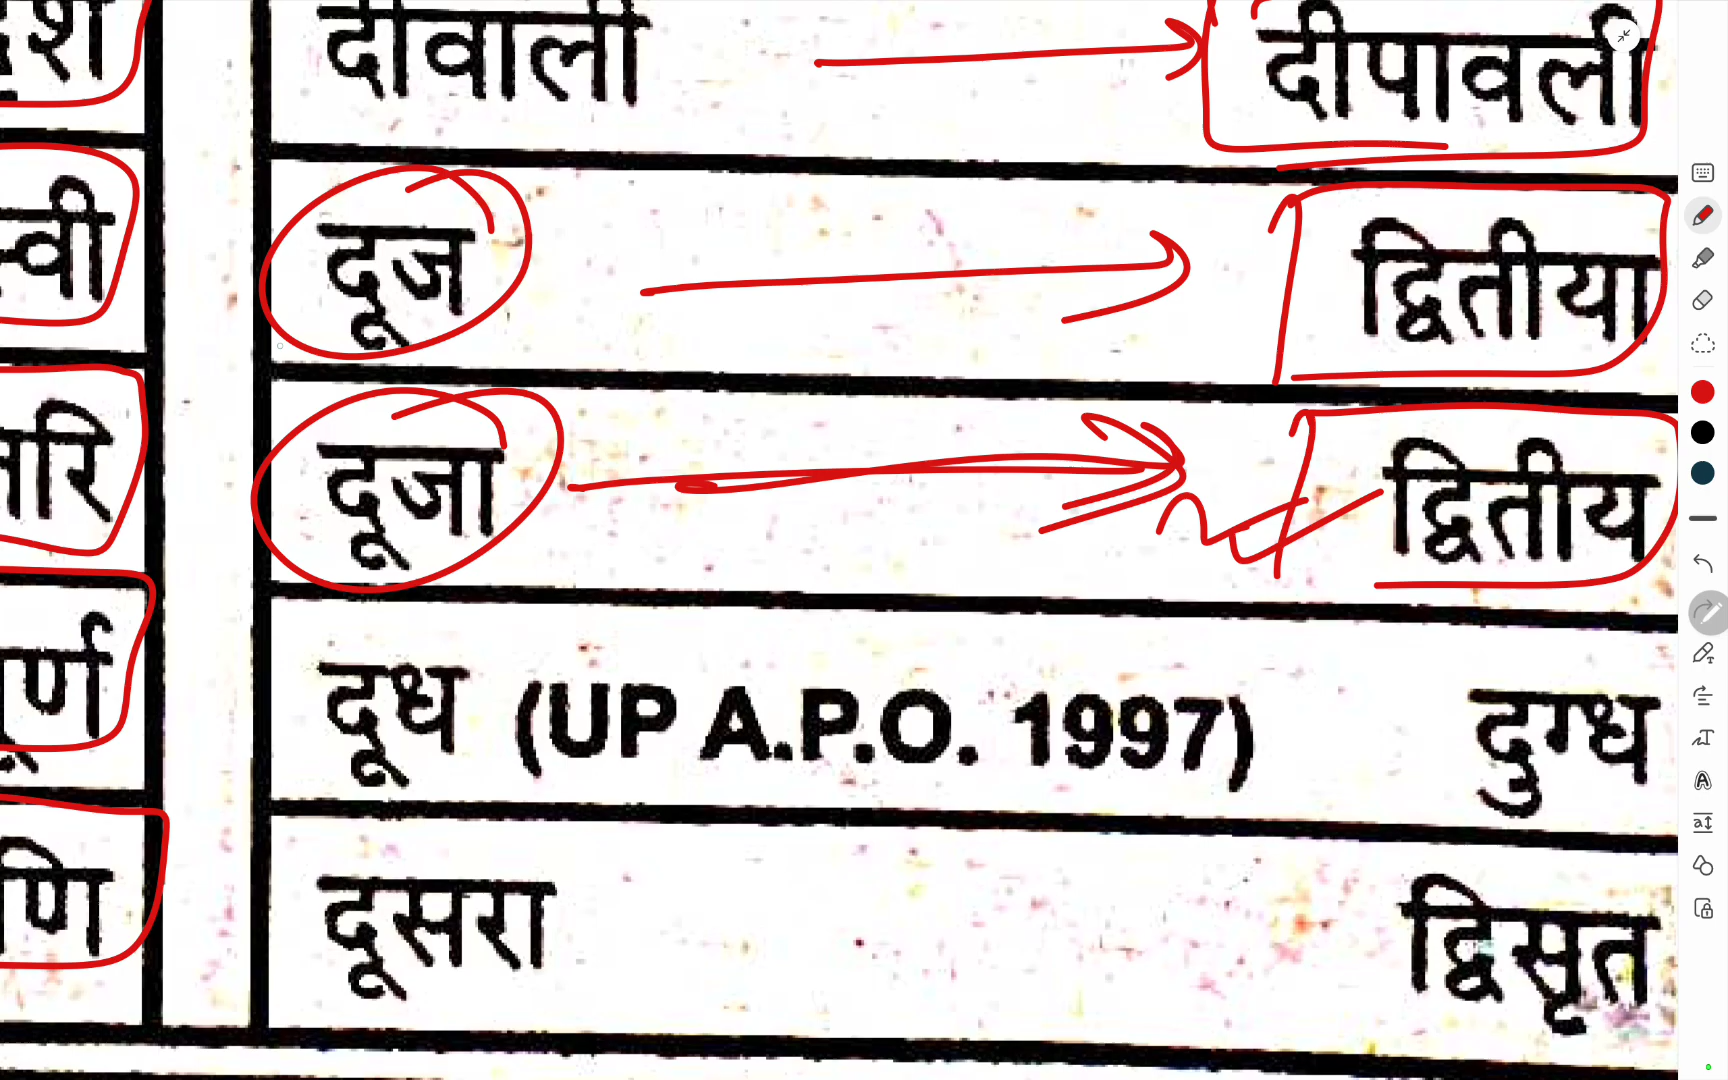 दीवाली दीपावली
दूज द्वितीया
दूजा द्वितीय
दूध (UP A.P.O. 1997) दुग्ध
दूसरा द्विसृत